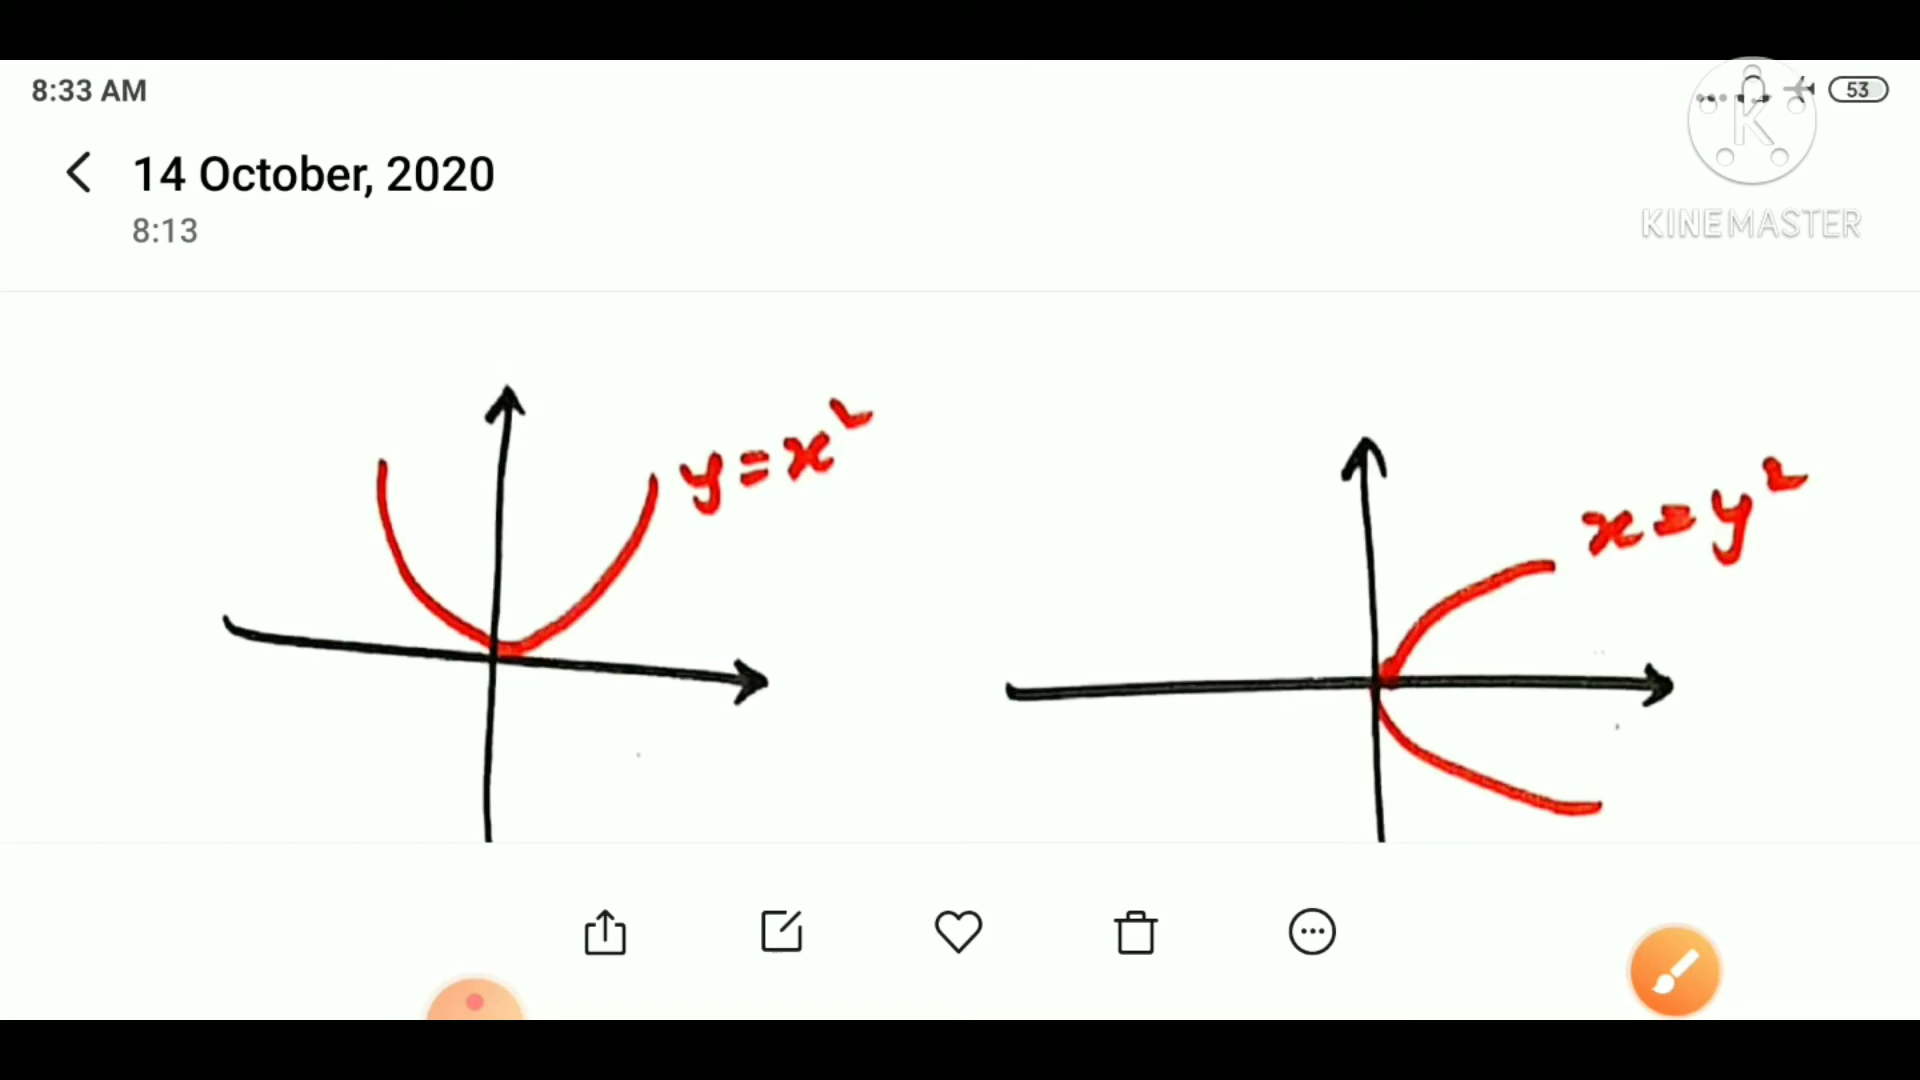 8:33 AM
53
14 October, 2020
8:13
K
KINEMASTER
y=x²
x=y²